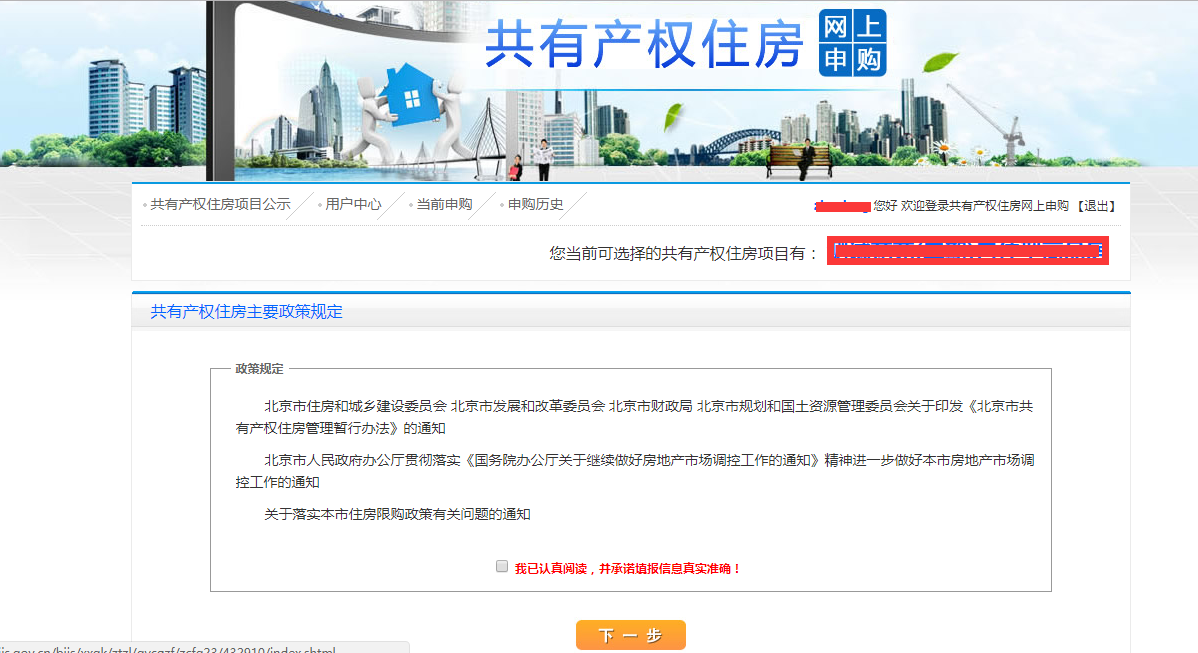 共有产权住房 网上申购
共有产权住房项目公示 用户中心 当前申购 申购历史 您好 欢迎登录共有产权住房网上申购 【退出】
您当前可选择的共有产权住房项目有：
共有产权住房主要政策规定
政策规定
北京市住房和城乡建设委员会 北京市发展和改革委员会 北京市财政局 北京市规划和国土资源管理委员会关于印发《北京市共
有产权住房管理暂行办法》的通知
北京市人民政府办公厅贯彻落实《国务院办公厅关于继续做好房地产市场调控工作的通知》精神进一步做好本市房地产市场调
控工作的通知
关于落实本市住房限购政策有关问题的通知
我已认真阅读，并承诺填报信息真实准确！
下一步